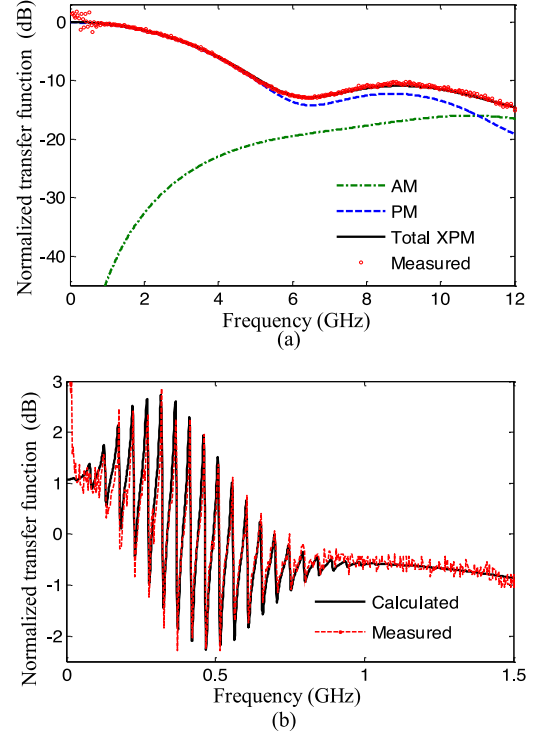 Normalized transfer function (dB)
0
-10
-20
-30
-40
AM
PM
Total XPM
Measured
0
2
4
6
8
10
12
Frequency (GHz)
(a)
Normalized transfer function (dB)
3
2
1
0
-1
-2
Calculated
Measured
0
0.5
1
1.5
Frequency (GHz)
(b)